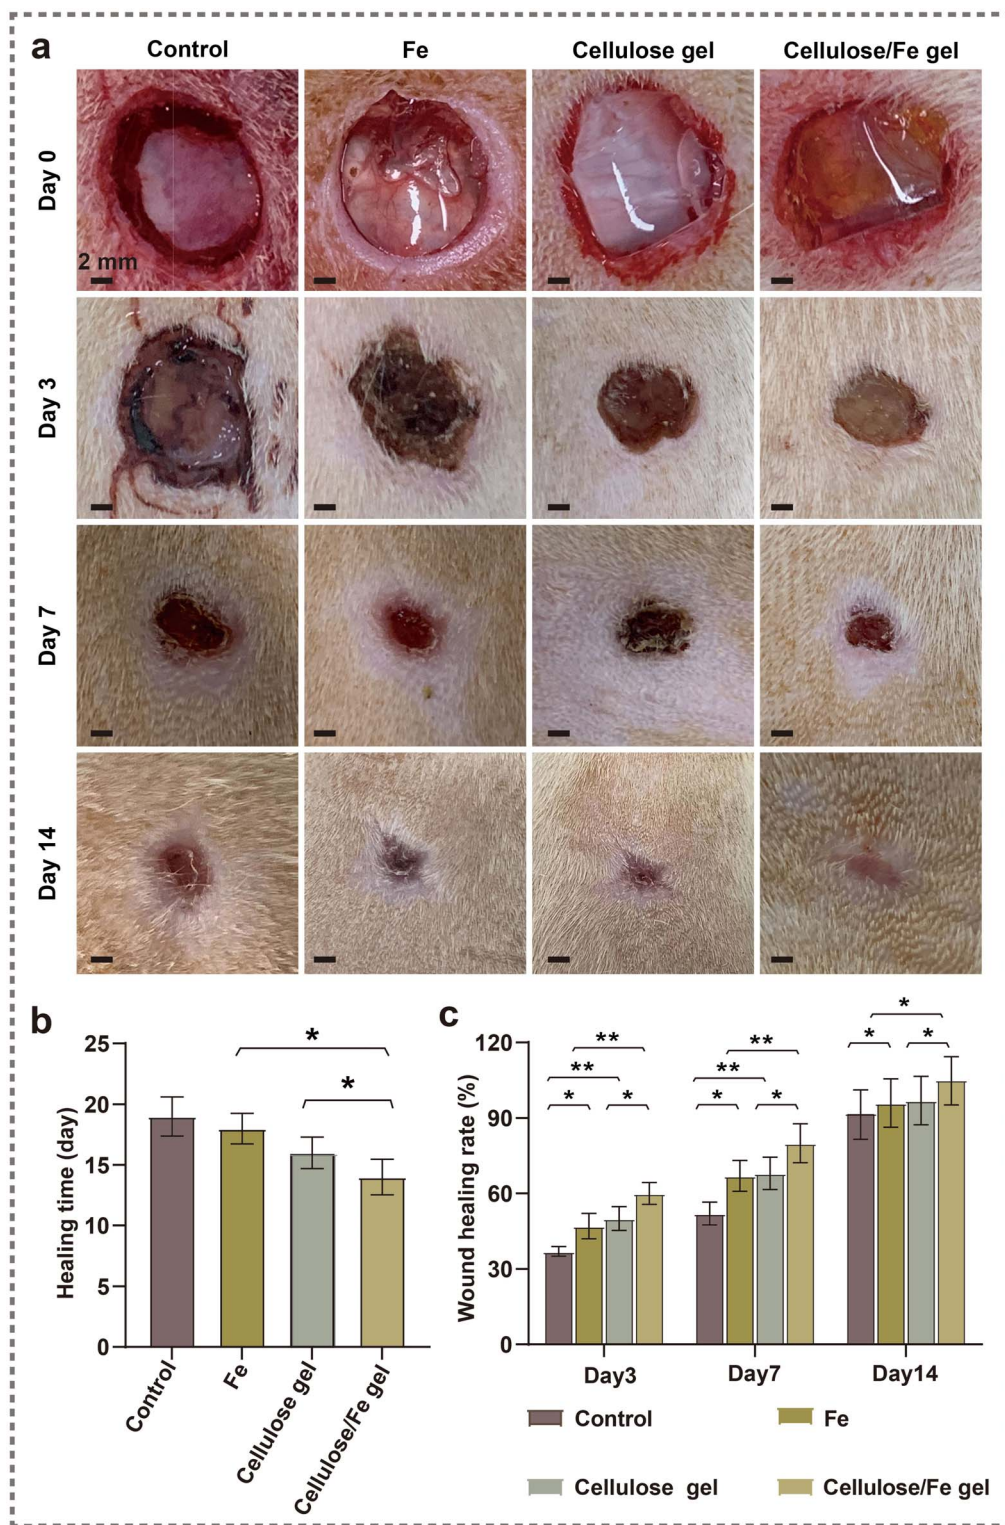 a
Control Fe Cellulose gel Cellulose/Fe gel
Day 0
2 mm
Day 3
Day 7
Day 14
b
Healing time (day)
25
20
15
10
5
0
*
*
Control
Fe
Cellulose gel
Cellulose/Fe gel
c
Wound healing rate (%)
120
90
60
30
0
**
**
* *
**
**
* *
*
* *
Day3 Day7 Day14
Control Fe
Cellulose gel Cellulose/Fe gel